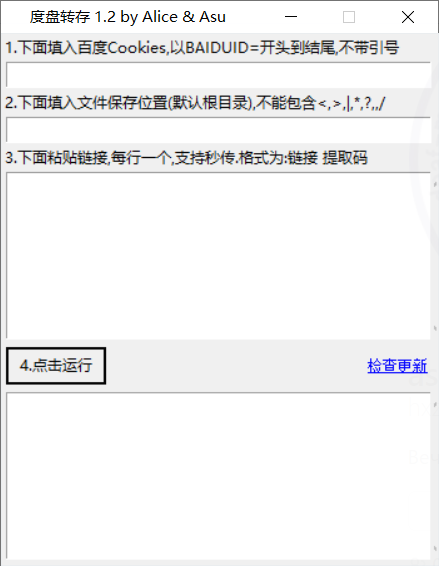 度盘转存 1.2 by Alice & Asu
1.下面填入百度Cookies,以BAIDUID=开头到结尾,不带引号
2.下面填入文件保存位置(默认根目录),不能包含<,>,|,*,?,,/
3.下面粘贴链接,每行一个,支持秒传.格式为:链接 提取码
4.点击运行
检查更新